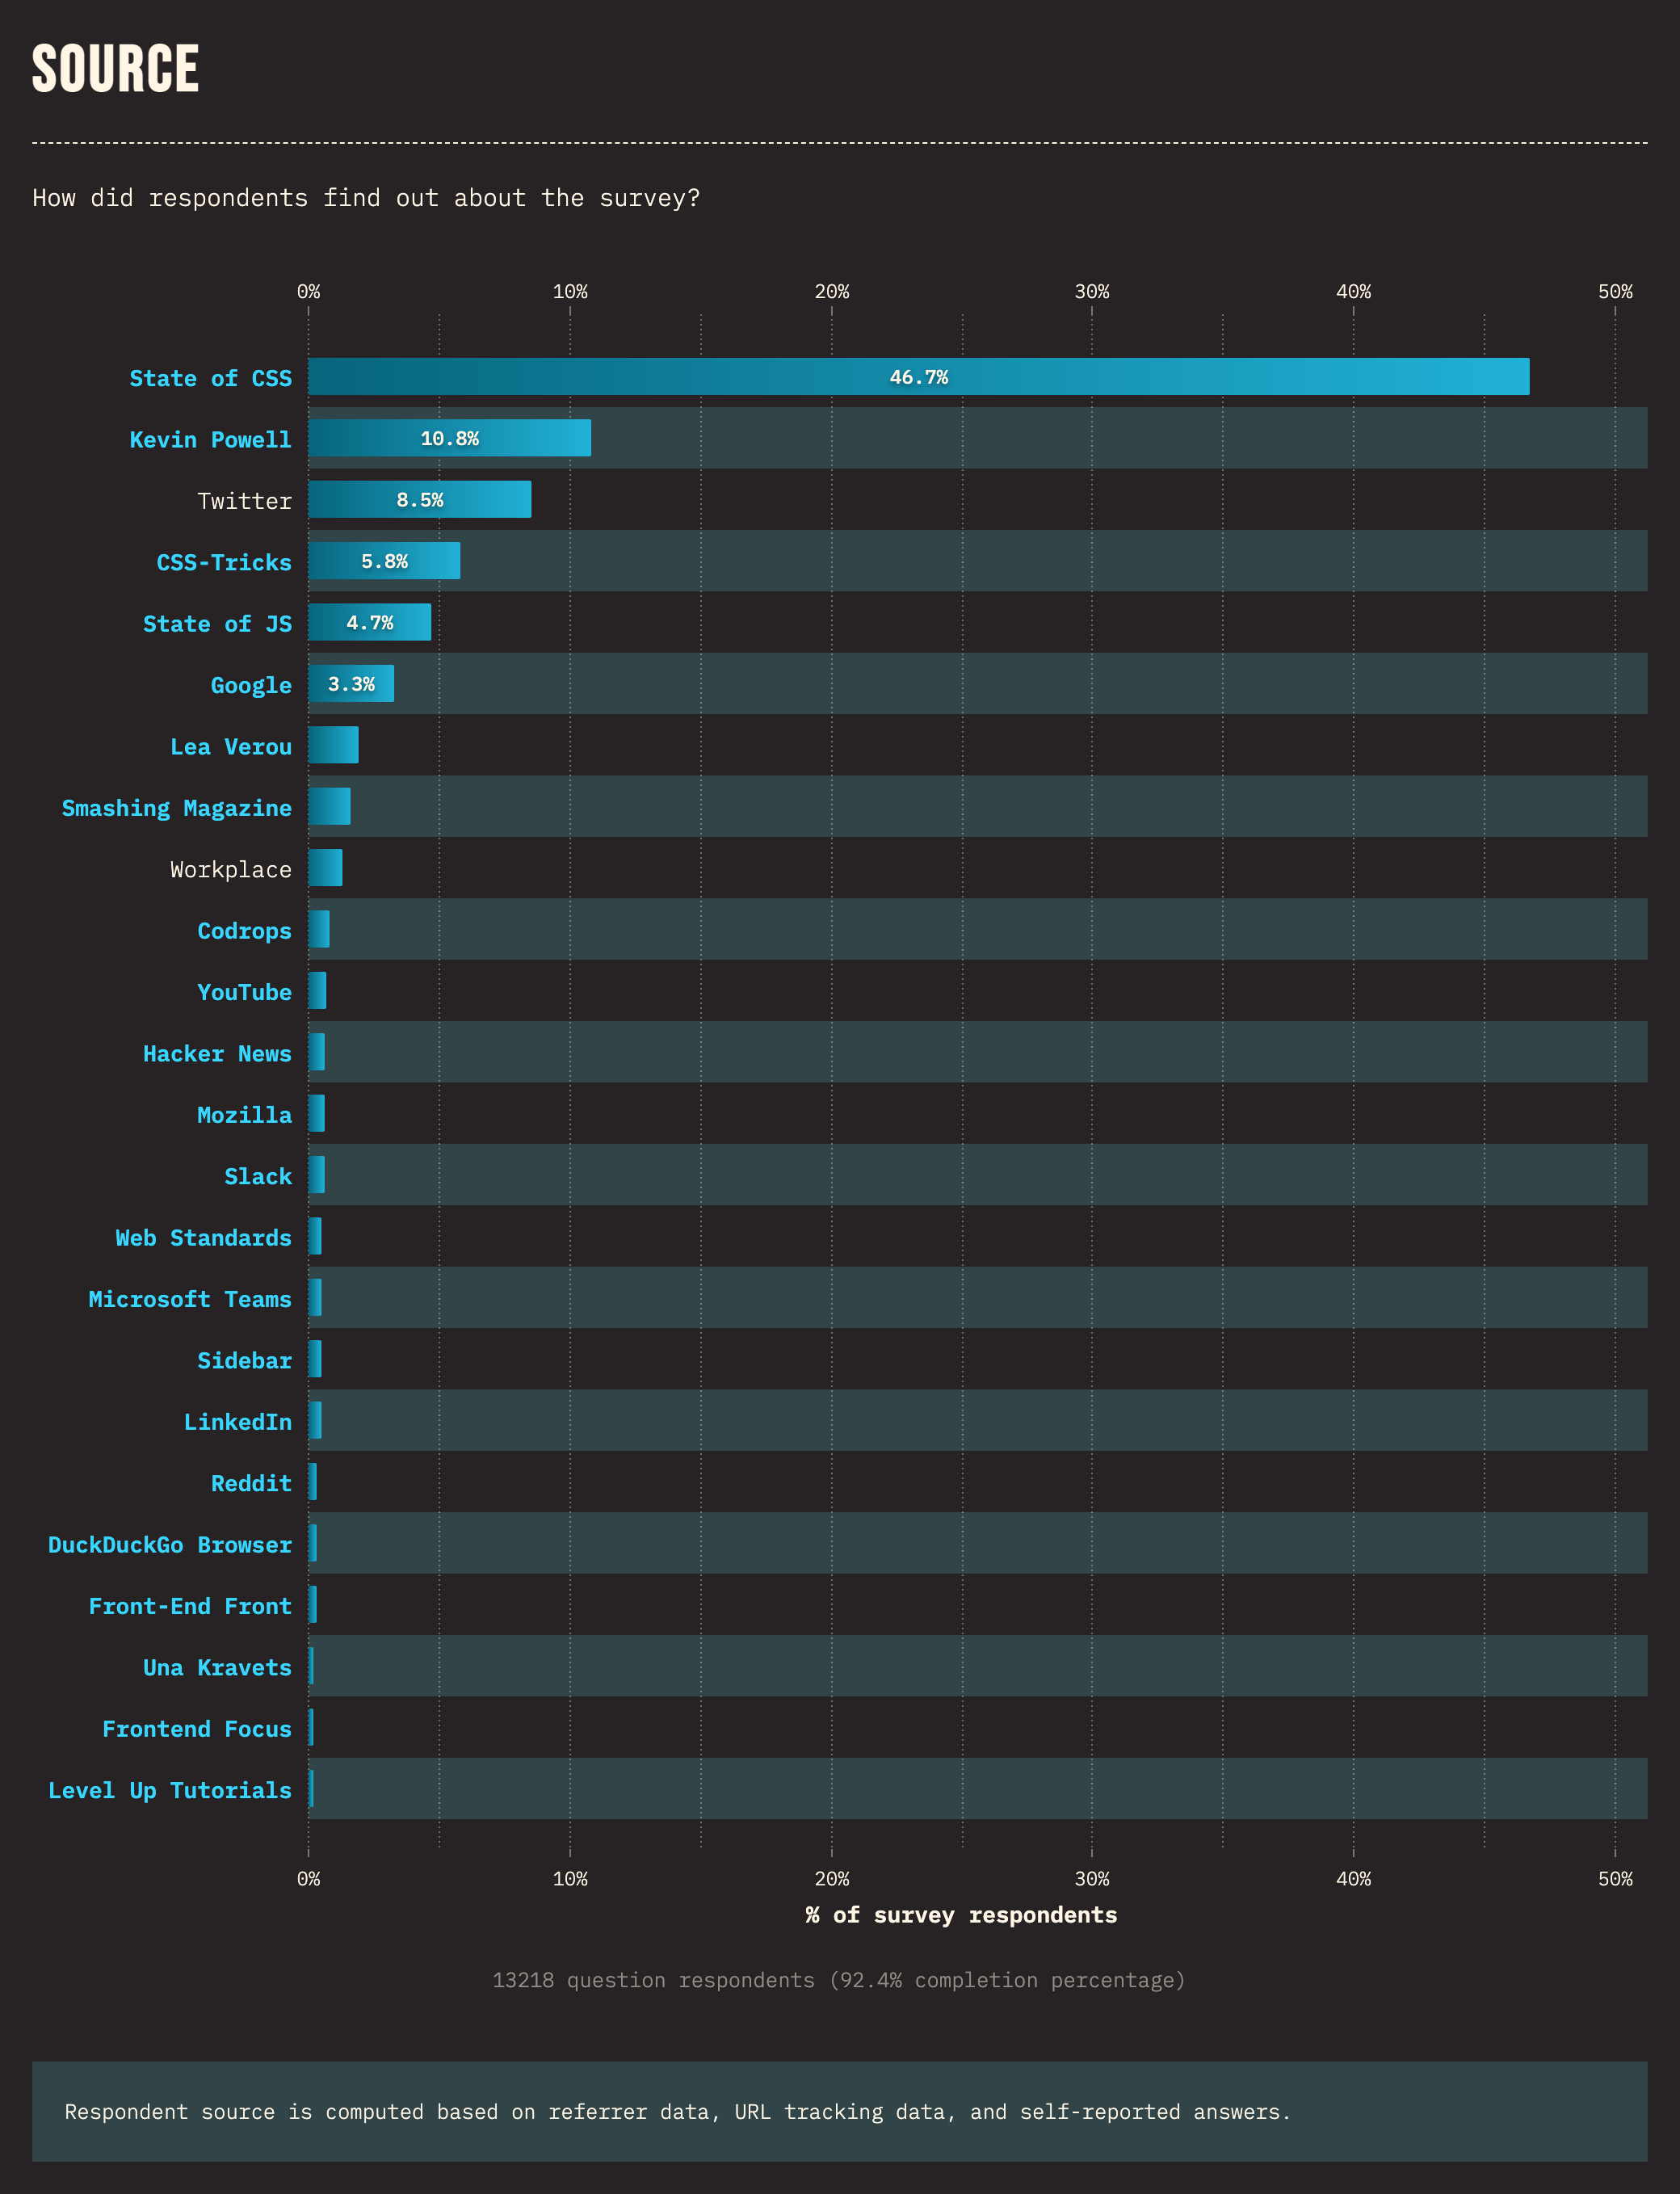 SOURCE
How did respondents find out about the survey?
0% 10% 20% 30% 40% 50%
State of CSS 46.7%
Kevin Powell 10.8%
Twitter 8.5%
CSS-Tricks 5.8%
State of JS 4.7%
Google 3.3%
Lea Verou
Smashing Magazine
Workplace
Codrops
YouTube
Hacker News
Mozilla
Slack
Web Standards
Microsoft Teams
Sidebar
LinkedIn
Reddit
DuckDuckGo Browser
Front-End Front
Una Kravets
Frontend Focus
Level Up Tutorials
0% 10% 20% 30% 40% 50%
% of survey respondents
13218 question respondents (92.4% completion percentage)
Respondent source is computed based on referrer data, URL tracking data, and self-reported answers.